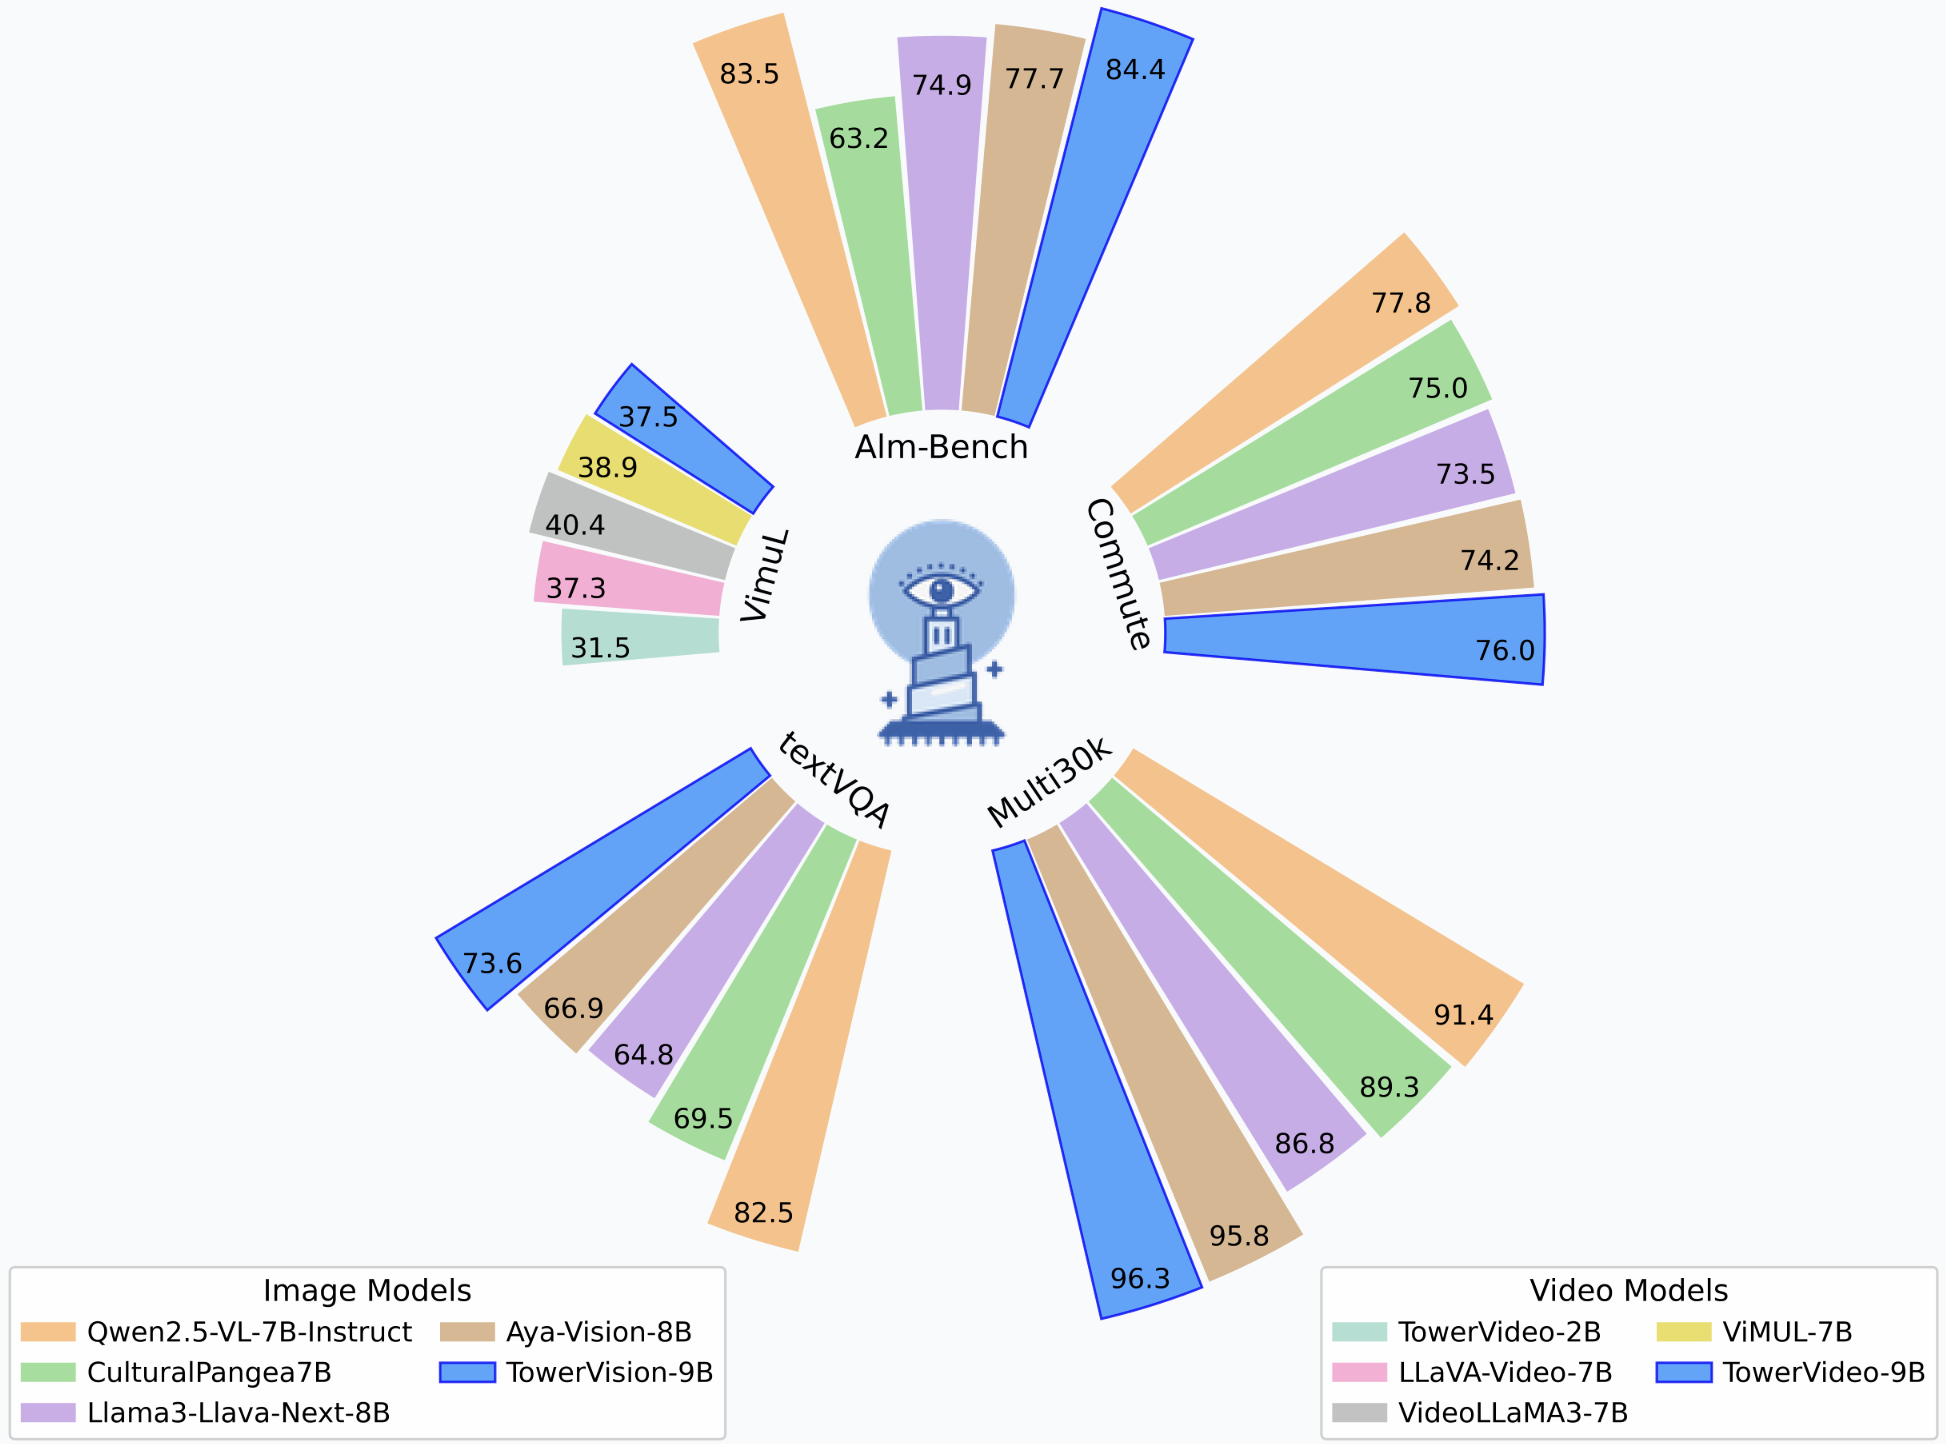 83.5
63.2
74.9
77.7
84.4
Alm-Bench
77.8
75.0
73.5
74.2
76.0
Commute
37.5
38.9
40.4
37.3
31.5
VimuL
textVQA
73.6
66.9
64.8
69.5
82.5
Multi30k
91.4
89.3
86.8
95.8
96.3
Image Models
Qwen2.5-VL-7B-Instruct
CulturalPangea7B
Llama3-Llava-Next-8B
Aya-Vision-8B
TowerVision-9B
Video Models
TowerVideo-2B
LLaVA-Video-7B
VideoLLaMA3-7B
ViMUL-7B
TowerVideo-9B